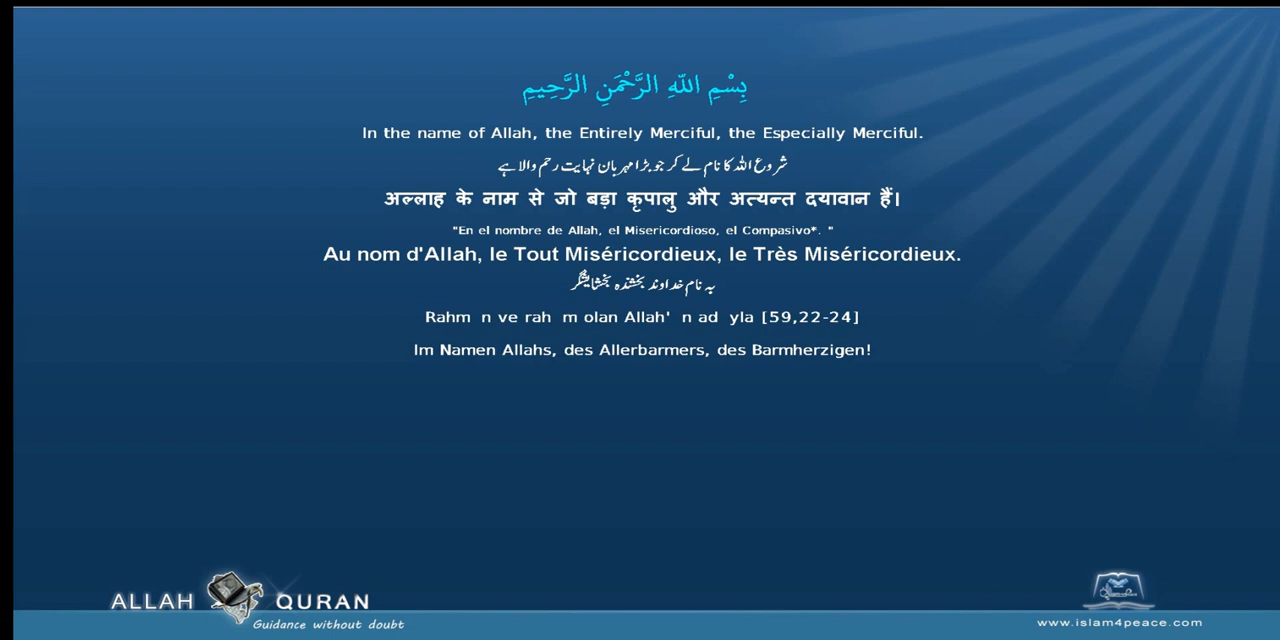 بِسْمِ اللَّهِ الرَّحْمَنِ الرَّحِيمِ
In the name of Allah, the Entirely Merciful, the Especially Merciful.
شروع الله کا نام لے کر جو بڑا مہربان نہایت رحم والا ہے
अल्लाह के नाम से जो बड़ा कृपालु और अत्यन्त दयावान हैं।
"En el nombre de Allah, el Misericordioso, el Compasivo*. "
Au nom d'Allah, le Tout Miséricordieux, le Très Miséricordieux.
به نام خداوند بخشنده بخشایشگر
Rahm n ve rah m olan Allah' n ad yla [59,22-24]
Im Namen Allahs, des Allerbarmers, des Barmherzigen!
ALLAH QURAN
Guidance without doubt
www.islam4peace.com